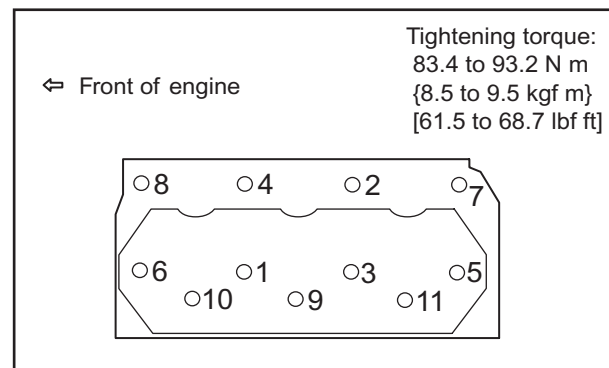 Tightening torque:
83.4 to 93.2 N m
{8.5 to 9.5 kgf m}
[61.5 to 68.7 lbf ft]
⇦ Front of engine
8 4 2 7
6 1 3 5
10 9 11